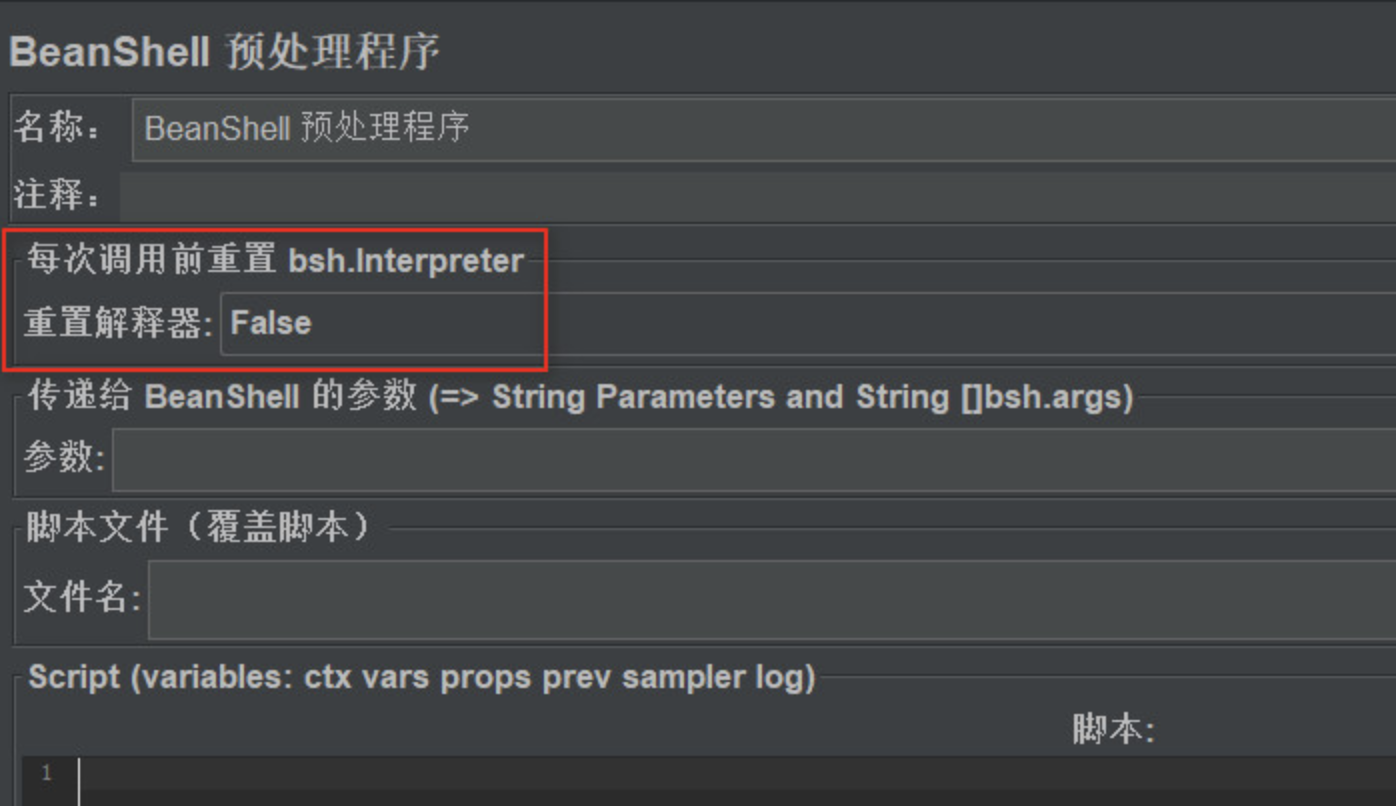 BeanShell 预处理程序
名称： BeanShell 预处理程序
注释：
每次调用前重置 bsh.Interpreter
重置解释器: False
传递给 BeanShell 的参数 (=> String Parameters and String []bsh.args)
参数:
脚本文件（覆盖脚本）
文件名:
Script (variables: ctx vars props prev sampler log)
脚本:
1